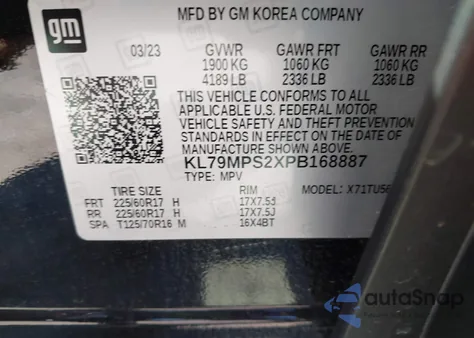 gm
MFD BY GM KOREA COMPANY
03/23 GVWR GAWR FRT GAWR RR
1900 KG 1060 KG 1060 KG
4189 LB 2336 LB 2336 LB
THIS VEHICLE CONFORMS TO ALL
APPLICABLE U.S. FEDERAL MOTOR
VEHICLE SAFETY AND THEFT PREVENTION
STANDARDS IN EFFECT ON THE DATE OF
MANUFACTURE SHOWN ABOVE.
KL79MPS2XPB168887
TYPE: MPV MODEL: X71TU56
TIRE SIZE RIM
FRT 225/60R17 H 17X7.5J
RR 225/60R17 H 17X7.5J
SPA T125/70R16 M 16X4BT
autoSnap